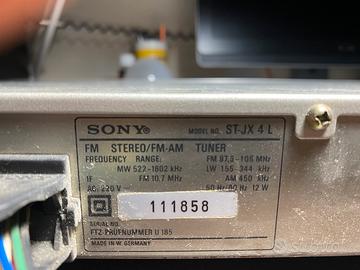 SONY® MODEL NO. ST-JX 4 L
FM STEREO/FM-AM TUNER
FREQUENCY RANGE: FM 87,5-108 MHz
MW 522-1602 kHz LW 155-344 kHz
IF FM 10.7 MHz AM 450 kHz
AC: 220 V 50 Hz/60 Hz 12 W
111858
SERIAL NO.
FTZ-PRÜFNUMMER U 185
MADE IN W. GERMANY